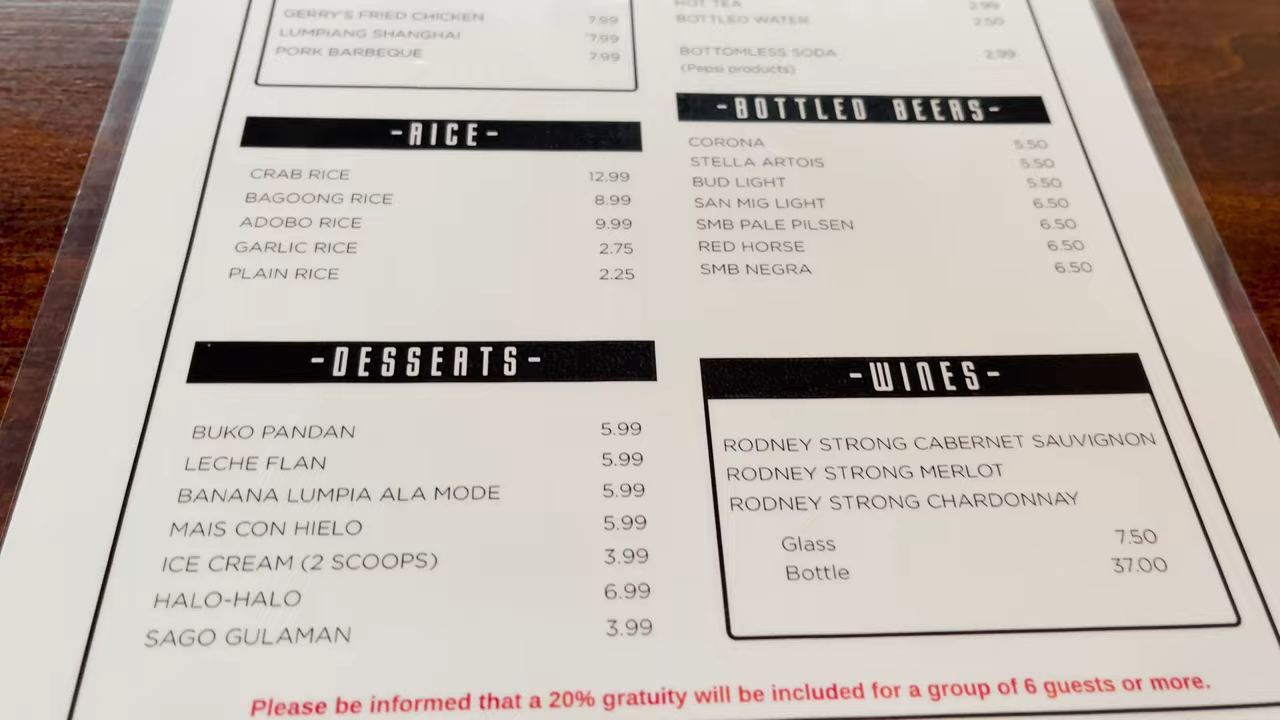 GERRY'S FRIED CHICKEN 7.99
LUMPIANG SHANGHAI 7.99
PORK BARBEQUE 7.99
-RICE-
CRAB RICE 12.99
BAGOONG RICE 8.99
ADOBO RICE 9.99
GARLIC RICE 2.75
PLAIN RICE 2.25
-DESSERTS-
BUKO PANDAN 5.99
LECHE FLAN 5.99
BANANA LUMPIA ALA MODE 5.99
MAIS CON HIELO 5.99
ICE CREAM (2 SCOOPS) 3.99
HALO-HALO 6.99
SAGO GULAMAN 3.99
HOT TEA 2.99
BOTTLED WATER 2.50
BOTTOMLESS SODA 2.99
(Pepsi products)
-BOTTLED BEERS-
CORONA 5.50
STELLA ARTOIS 5.50
BUD LIGHT 5.50
SAN MIG LIGHT 6.50
SMB PALE PILSEN 6.50
RED HORSE 6.50
SMB NEGRA 6.50
-WINES-
RODNEY STRONG CABERNET SAUVIGNON
RODNEY STRONG MERLOT
RODNEY STRONG CHARDONNAY
Glass 7.50
Bottle 37.00
Please be informed that a 20% gratuity will be included for a group of 6 guests or more.